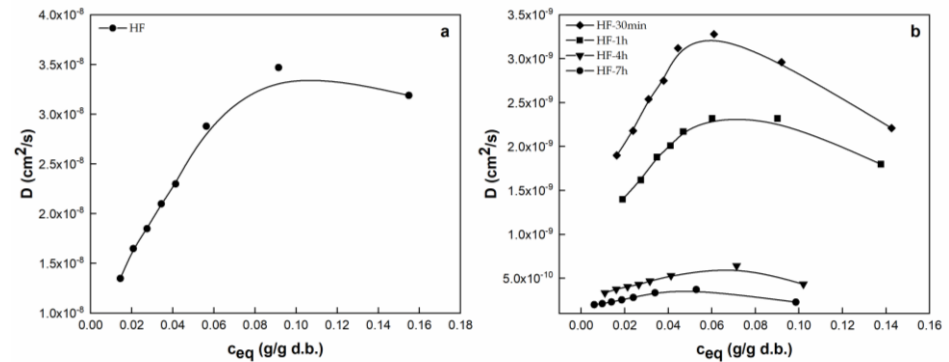 HF
a
4.0x10⁻⁸
3.5x10⁻⁸
3.0x10⁻⁸
2.5x10⁻⁸
2.0x10⁻⁸
1.5x10⁻⁸
1.0x10⁻⁸
D (cm²/s)
0.00 0.02 0.04 0.06 0.08 0.10 0.12 0.14 0.16 0.18
ceq (g/g d.b.)
HF-30min
HF-1h
HF-4h
HF-7h
b
3.5x10⁻⁹
3.0x10⁻⁹
2.5x10⁻⁹
2.0x10⁻⁹
1.5x10⁻⁹
1.0x10⁻⁹
5.0x10⁻¹⁰
D (cm²/s)
0.00 0.02 0.04 0.06 0.08 0.10 0.12 0.14 0.16
ceq (g/g d.b.)